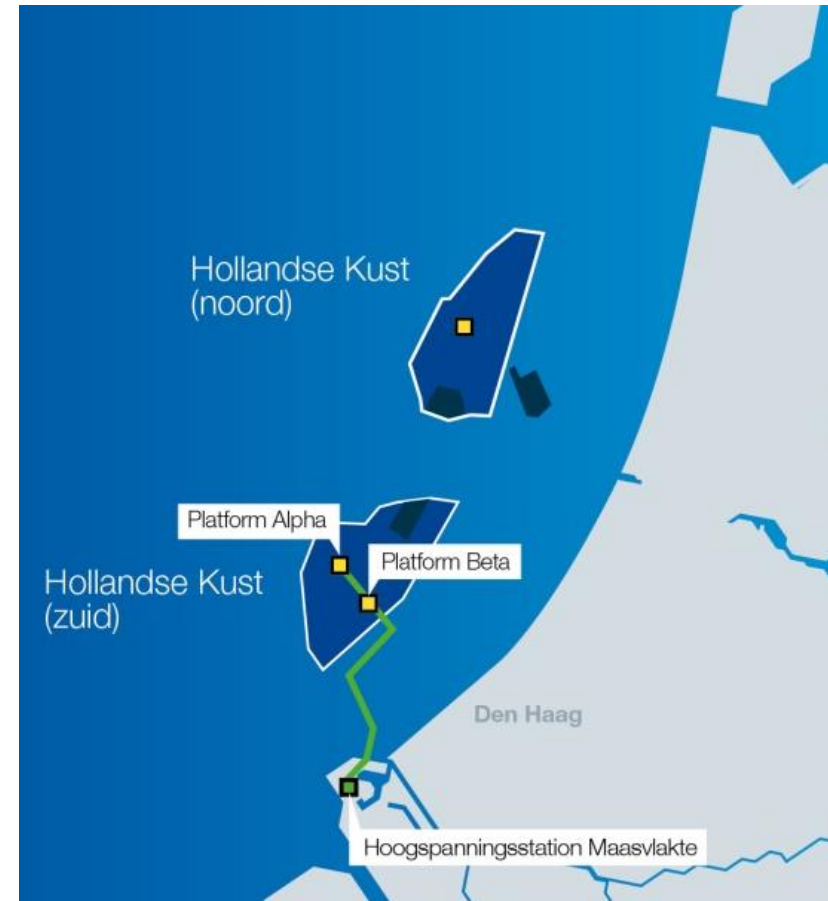 Hollandse Kust
(noord)
Platform Alpha
Platform Beta
Hollandse Kust
(zuid)
Den Haag
Hoogspanningsstation Maasvlakte